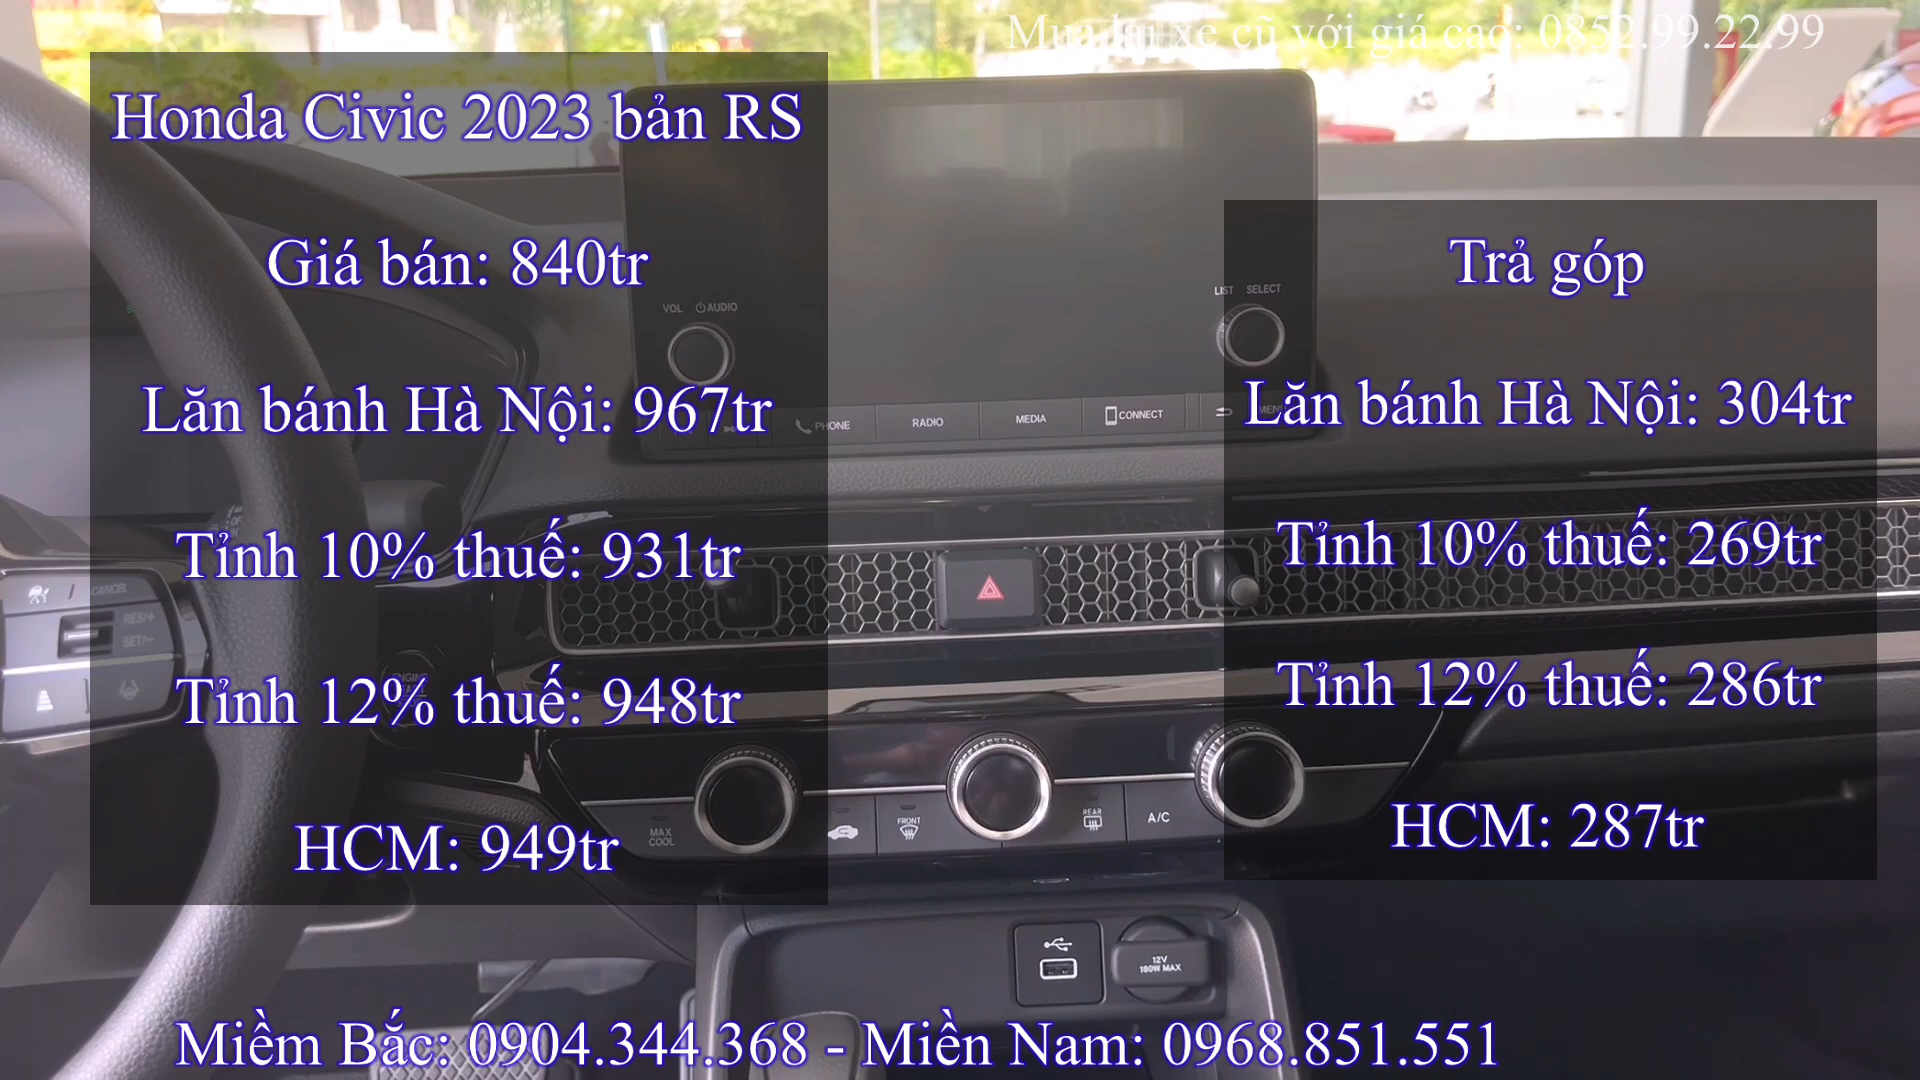 Mua lại xe cũ với giá cao: 0852.99.22.99
Honda Civic 2023 bản RS
Giá bán: 840tr
Lăn bánh Hà Nội: 967tr
Tỉnh 10% thuế: 931tr
Tỉnh 12% thuế: 948tr
HCM: 949tr
Trả góp
Lăn bánh Hà Nội: 304tr
Tỉnh 10% thuế: 269tr
Tỉnh 12% thuế: 286tr
HCM: 287tr
VOL AUDIO
LIST SELECT
PHONE RADIO MEDIA CONNECT MENU
CANCEL
RES/+
SET/-
ENGINE
MAX
COOL
FRONT
REAR
A/C
12V
180W MAX
Miềm Bắc: 0904.344.368 - Miền Nam: 0968.851.551